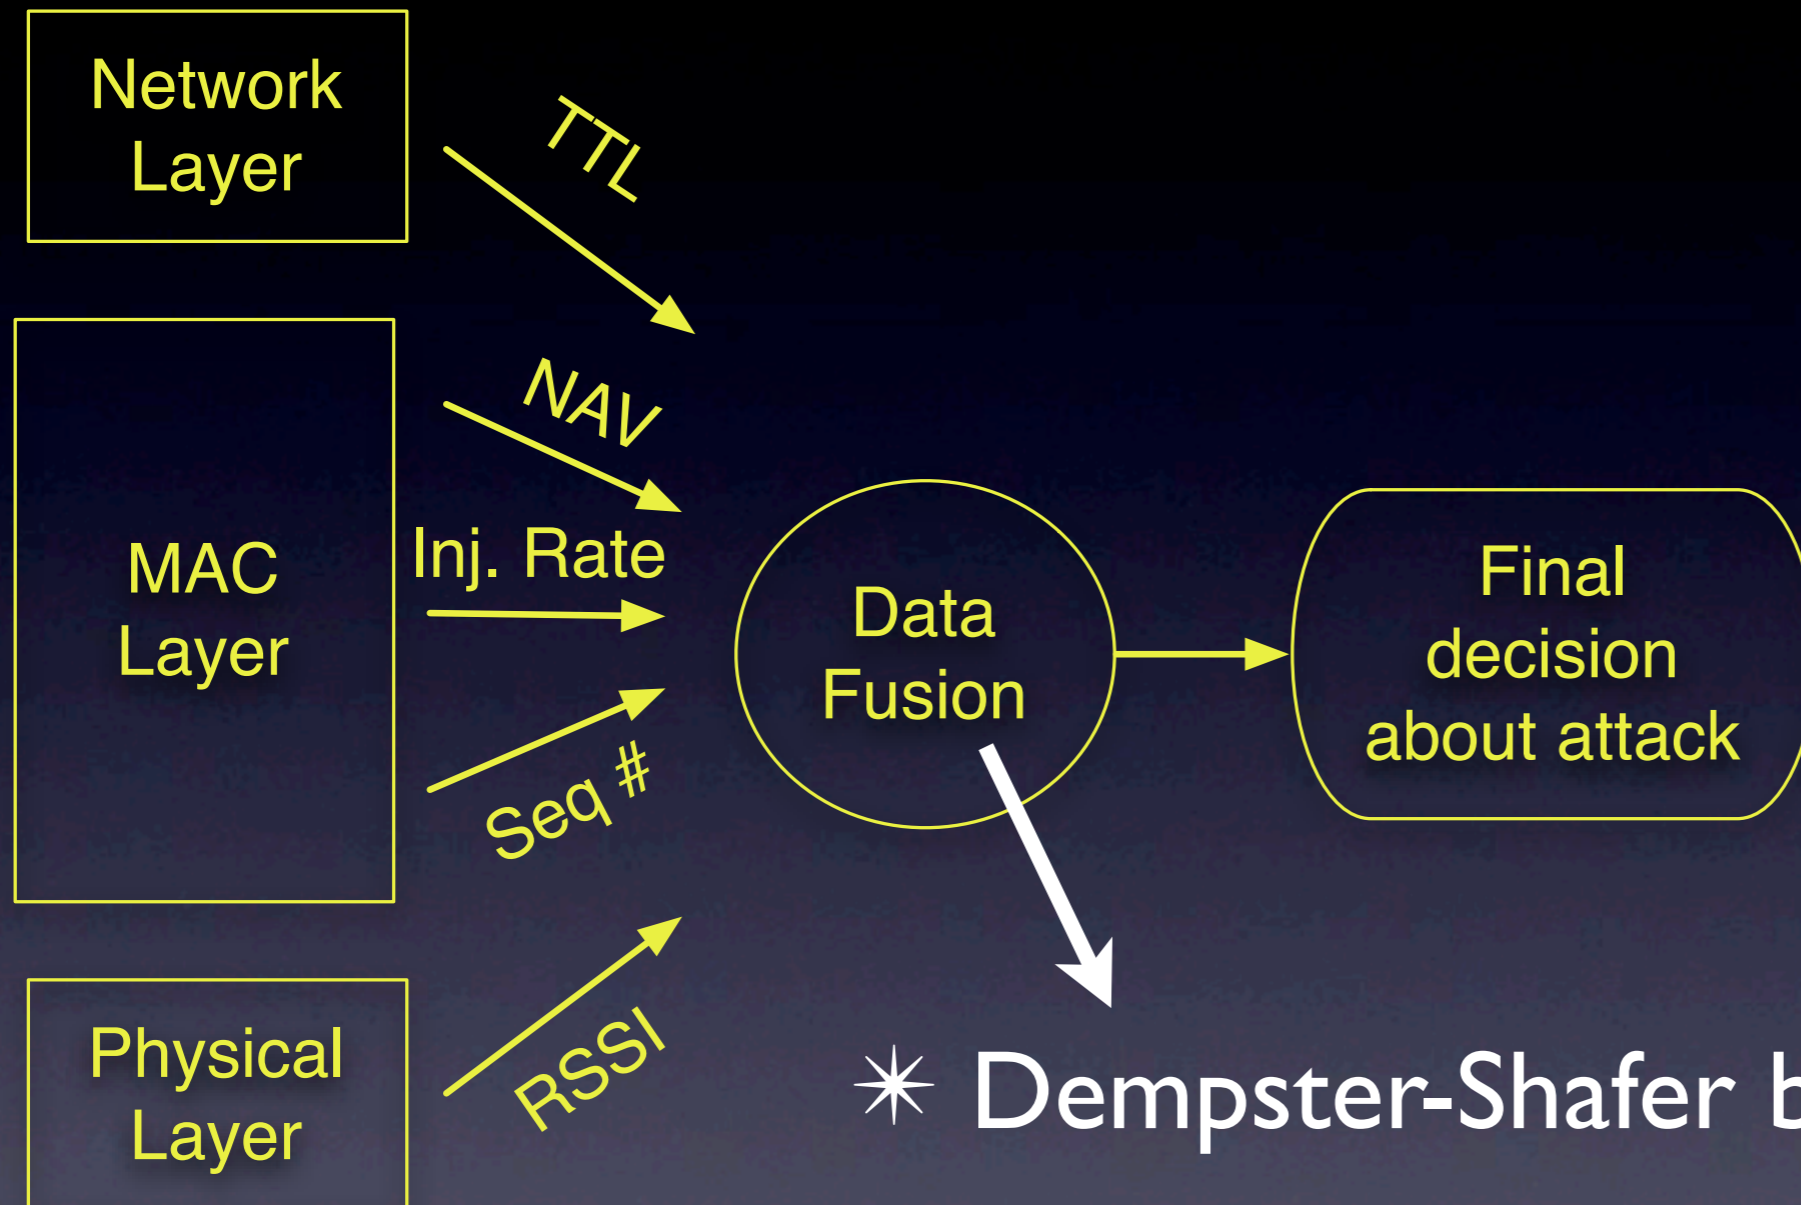 Network
Layer
TTL
NAV
MAC
Layer
Inj. Rate
Seq #
Physical
Layer
RSSI
Data
Fusion
Final
decision
about attack
✴ Dempster-Shafer